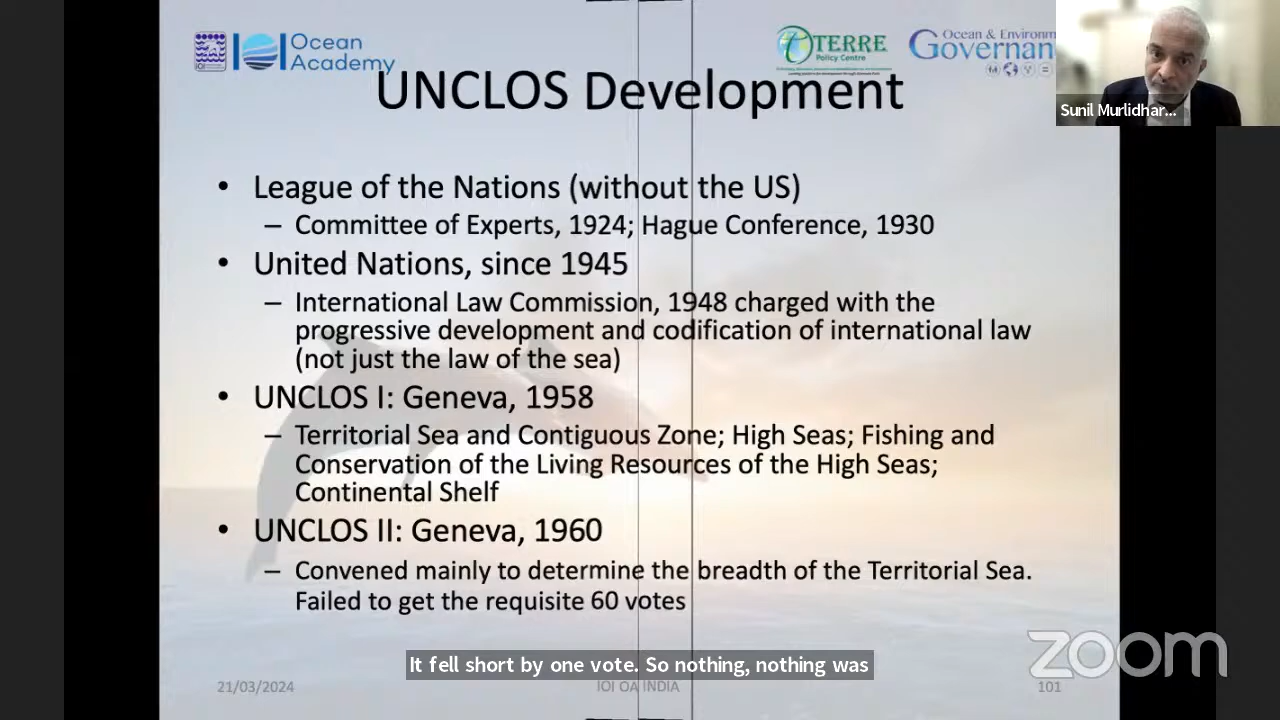 Ocean
Academy
TERRE
Policy Centre
Ocean & Environm
Governan
UNCLOS Development
Sunil Murlidhar...
• League of the Nations (without the US)
– Committee of Experts, 1924; Hague Conference, 1930
• United Nations, since 1945
– International Law Commission, 1948 charged with the
progressive development and codification of international law
(not just the law of the sea)
• UNCLOS I: Geneva, 1958
– Territorial Sea and Contiguous Zone; High Seas; Fishing and
Conservation of the Living Resources of the High Seas;
Continental Shelf
• UNCLOS II: Geneva, 1960
– Convened mainly to determine the breadth of the Territorial Sea.
Failed to get the requisite 60 votes
It fell short by one vote. So nothing, nothing was
zoom
21/03/2024
IOI OA INDIA
101